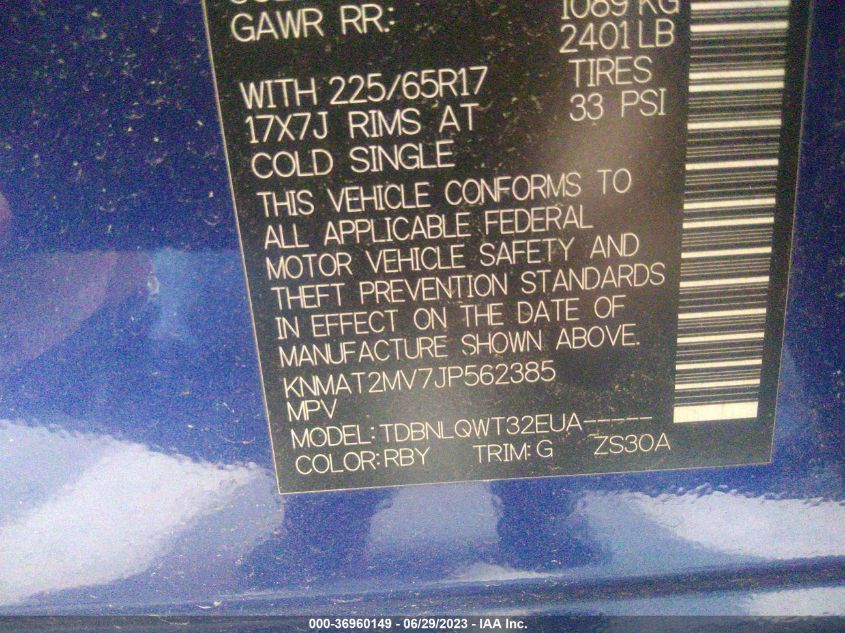 GAWR RR: 1089 KG
2401 LB
WITH 225/65R17 TIRES
17X7J RIMS AT 33 PSI
COLD SINGLE
THIS VEHICLE CONFORMS TO
ALL APPLICABLE FEDERAL
MOTOR VEHICLE SAFETY AND
THEFT PREVENTION STANDARDS
IN EFFECT ON THE DATE OF
MANUFACTURE SHOWN ABOVE.
KNMAT2MV7JP562385
MPV
MODEL:TDBNLQWT32EUA-----
COLOR:RBY TRIM:G ZS30A
000-36960149 - 06/29/2023 - IAA Inc.